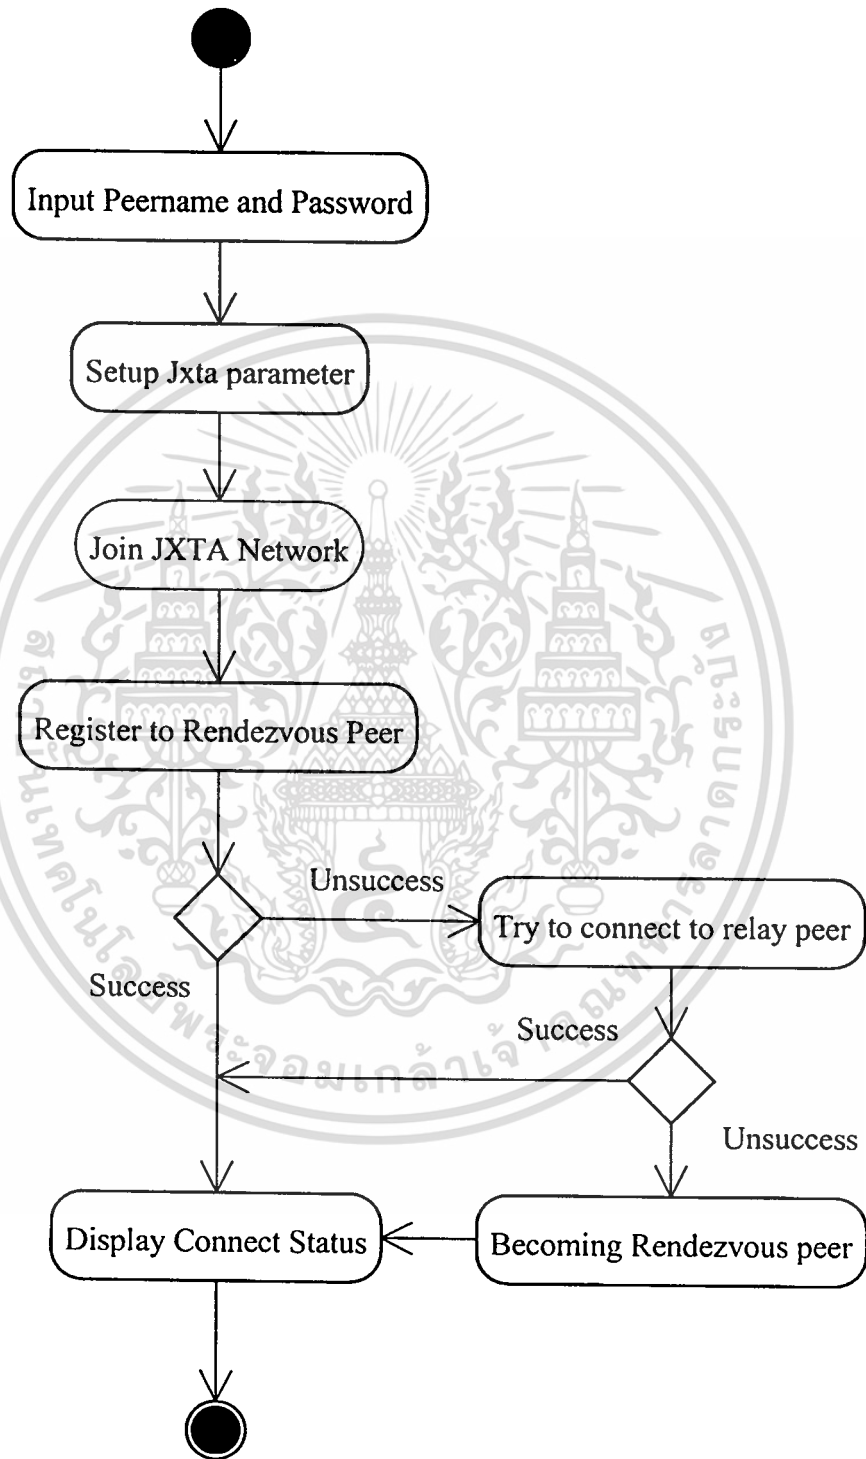 Input Peername and Password
Setup Jxta parameter
Join JXTA Network
Register to Rendezvous Peer
Unsuccess
Try to connect to relay peer
Success
Success
Unsuccess
Display Connect Status
Becoming Rendezvous peer